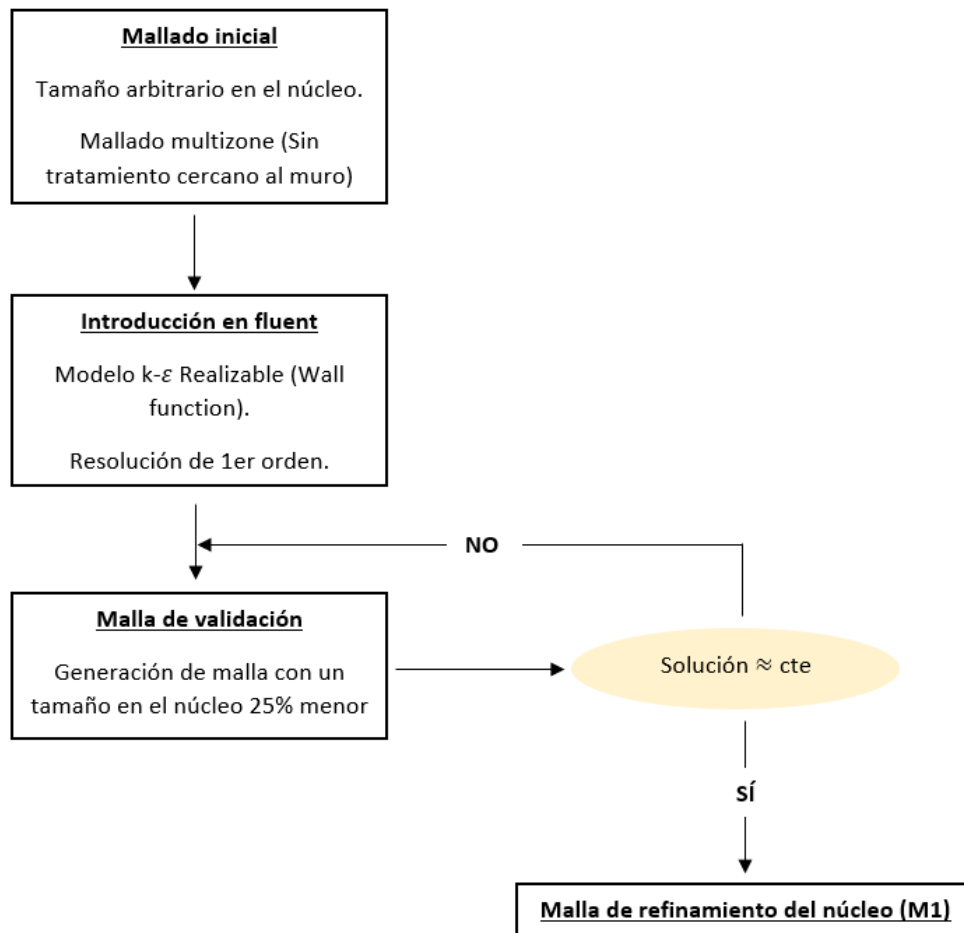 Mallado inicial
Tamaño arbitrario en el núcleo.
Mallado multizone (Sin
tratamiento cercano al muro)
Introducción en fluent
Modelo k-ε Realizable (Wall
function).
Resolución de 1er orden.
NO
Malla de validación
Generación de malla con un
tamaño en el núcleo 25% menor
Solución ≈ cte
SÍ
Malla de refinamiento del núcleo (M1)